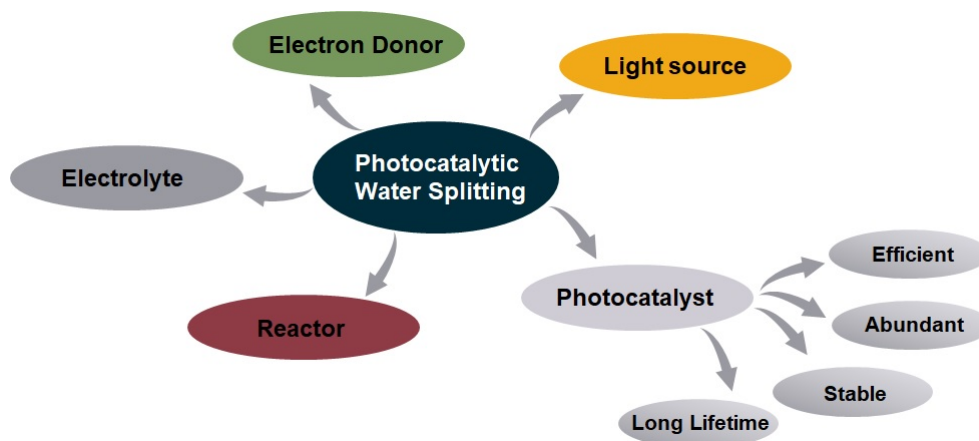 Electron Donor
Light source
Photocatalytic
Water Splitting
Electrolyte
Efficient
Photocatalyst
Abundant
Reactor
Stable
Long Lifetime